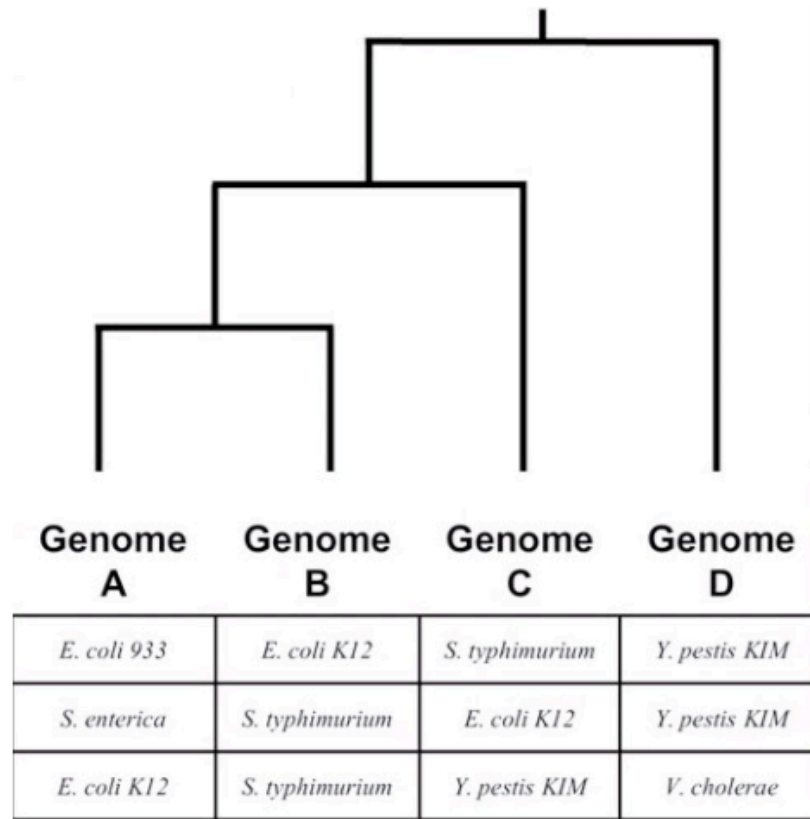 Genome Genome Genome Genome
A B C D
E. coli 933 E. coli K12 S. typhimurium Y. pestis KIM
S. enterica S. typhimurium E. coli K12 Y. pestis KIM
E. coli K12 S. typhimurium Y. pestis KIM V. cholerae